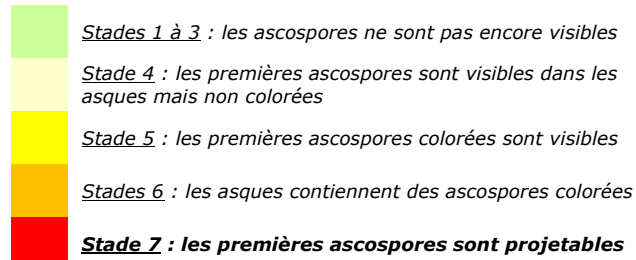 Stades 1 à 3 : les ascospores ne sont pas encore visibles
Stade 4 : les premières ascospores sont visibles dans les
asques mais non colorées
Stade 5 : les premières ascospores colorées sont visibles
Stades 6 : les asques contiennent des ascospores colorées
Stade 7 : les premières ascospores sont projetables